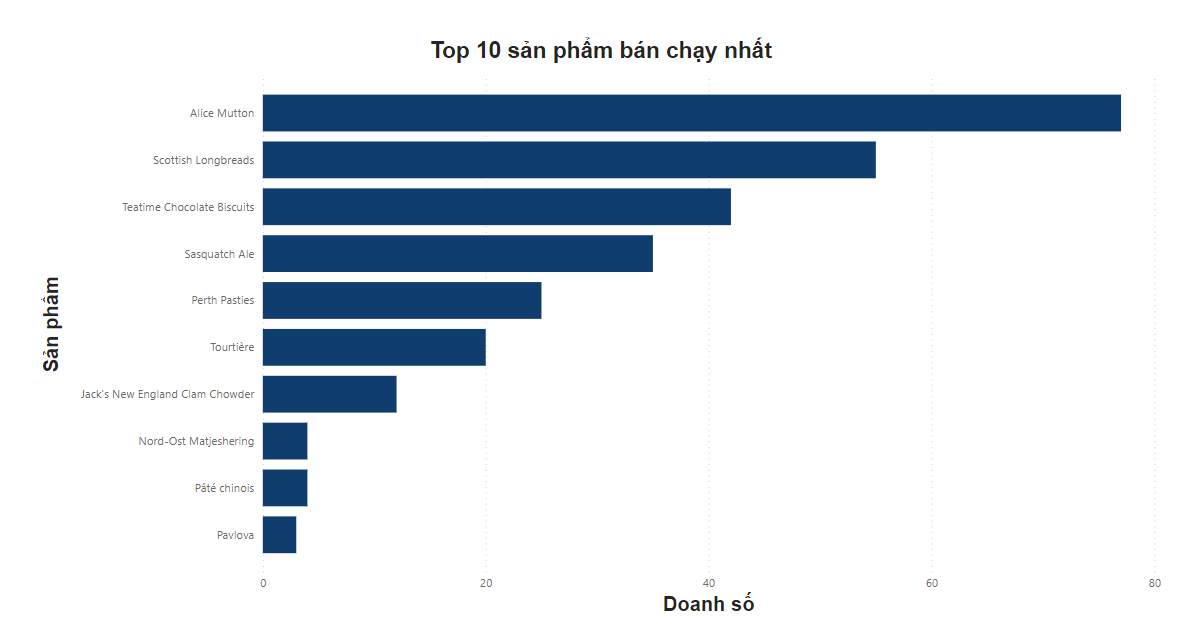 Top 10 sản phẩm bán chạy nhất
Sản phẩm
Alice Mutton
Scottish Longbreads
Teatime Chocolate Biscuits
Sasquatch Ale
Perth Pasties
Tourtière
Jack's New England Clam Chowder
Nord-Ost Matjeshering
Pâté chinois
Pavlova
0 20 40 60 80
Doanh số